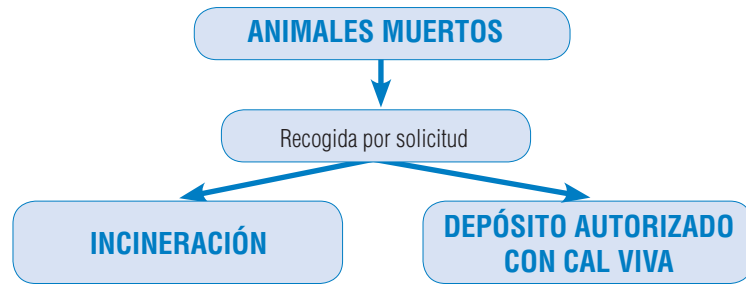 ANIMALES MUERTOS
Recogida por solicitud
INCINERACIÓN
DEPÓSITO AUTORIZADO
CON CAL VIVA